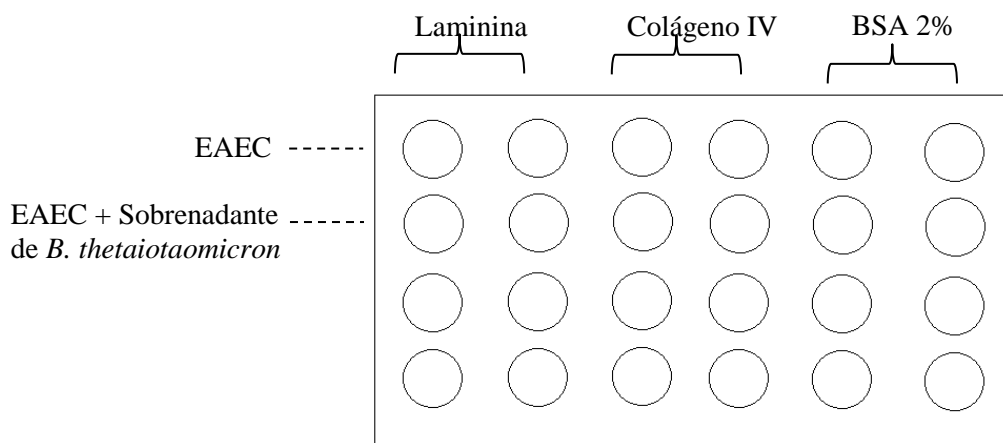 Laminina
Colágeno IV
BSA 2%
EAEC
EAEC + Sobrenadante
de B. thetaiotaomicron